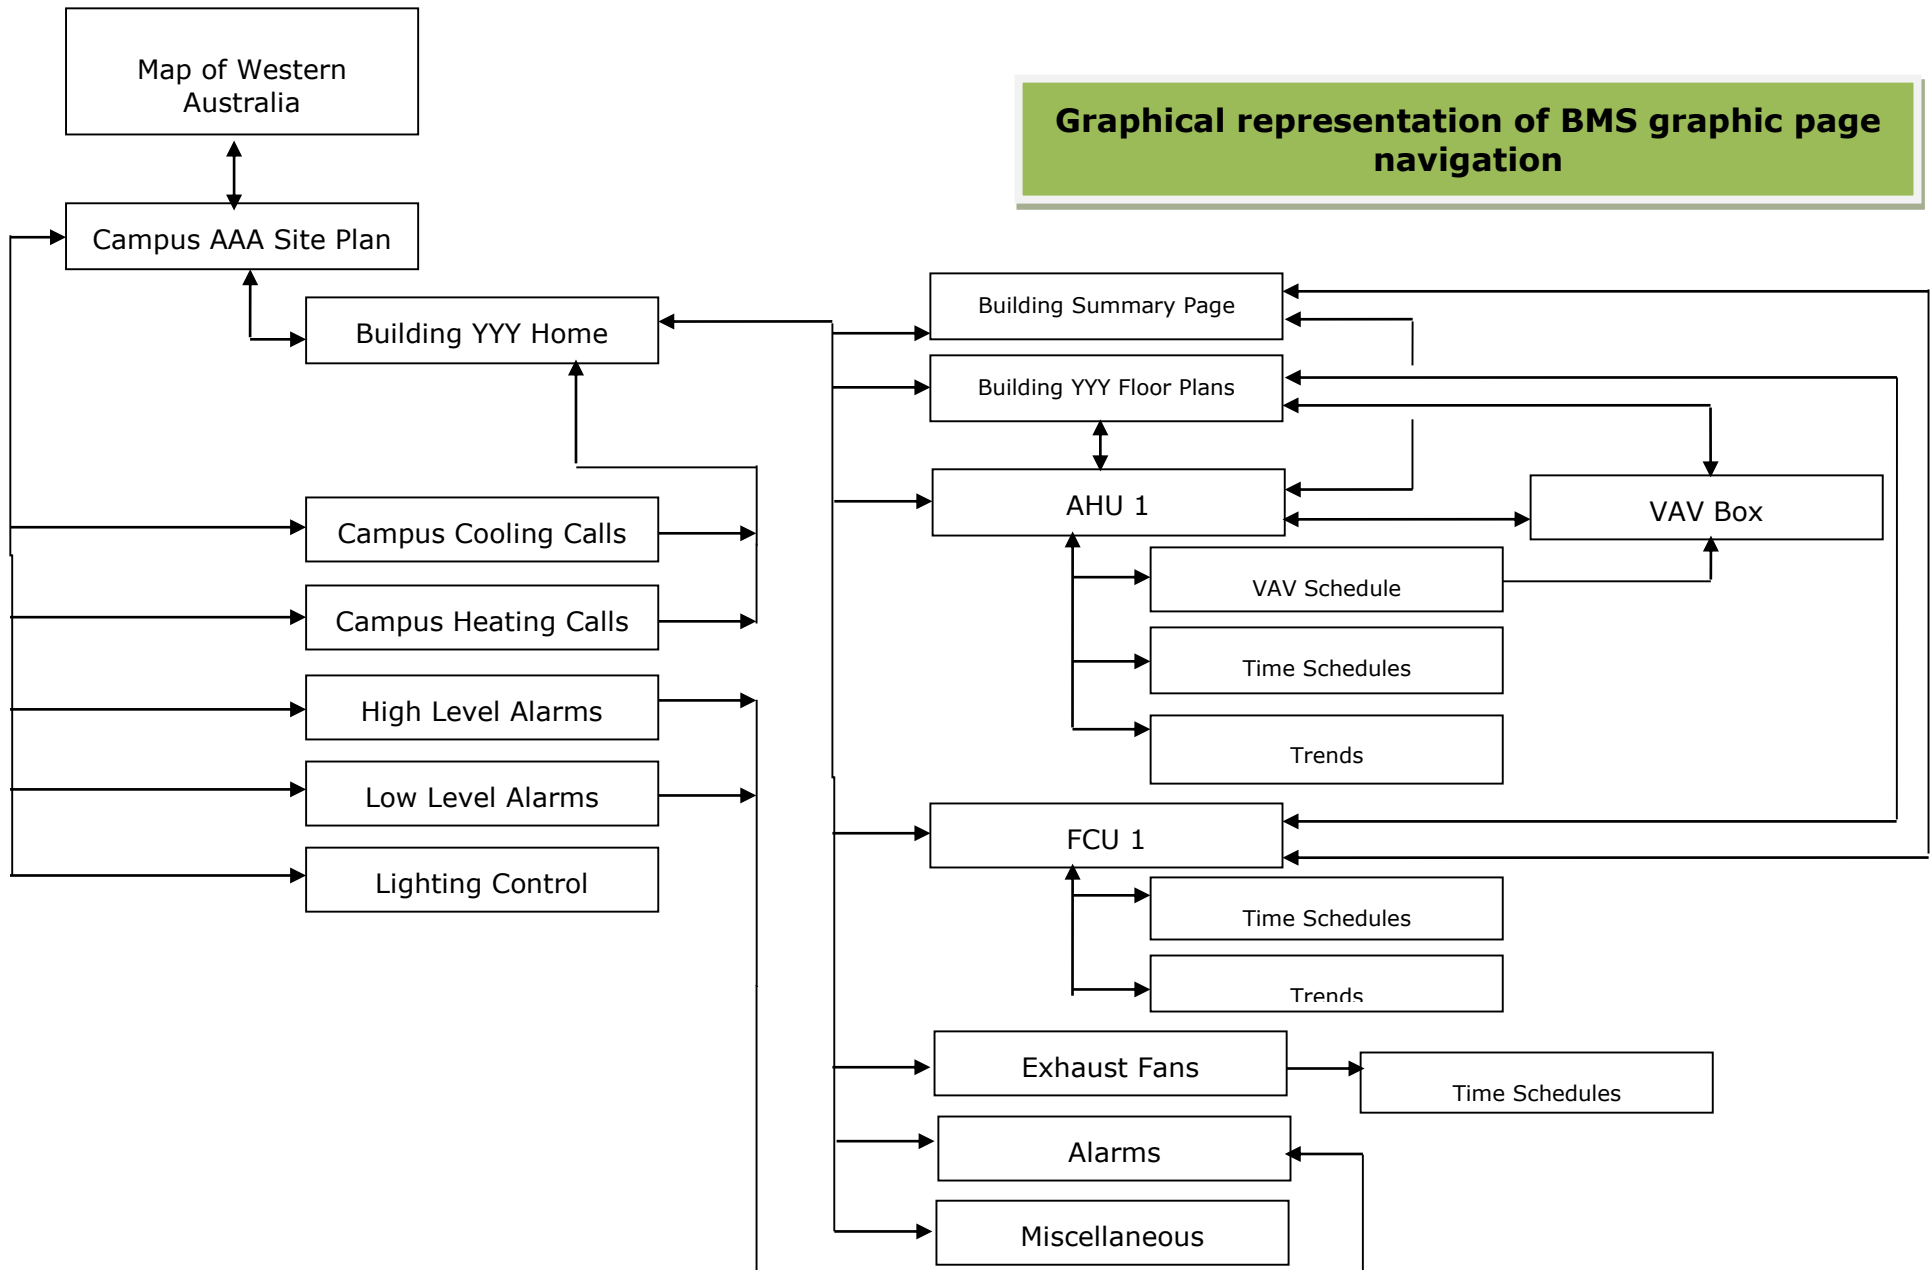 Map of Western
Australia
Graphical representation of BMS graphic page
navigation
Campus AAA Site Plan
Building YYY Home
Campus Cooling Calls
Campus Heating Calls
High Level Alarms
Low Level Alarms
Lighting Control
Building Summary Page
Building YYY Floor Plans
AHU 1
VAV Box
VAV Schedule
Time Schedules
Trends
FCU 1
Time Schedules
Trends
Exhaust Fans
Time Schedules
Alarms
Miscellaneous